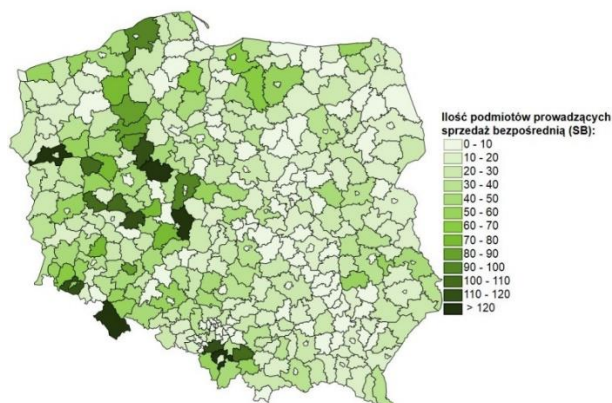 Ilość podmiotów prowadzących
sprzedaż bezpośrednią (SB):
0 - 10
10 - 20
20 - 30
30 - 40
40 - 50
50 - 60
60 - 70
70 - 80
80 - 90
90 - 100
100 - 110
110 - 120
> 120